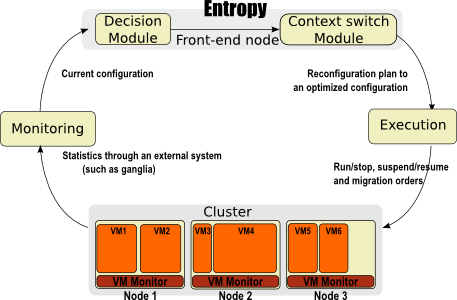 Entropy
Decision
Module
Context switch
Module
Front-end node
Current configuration
Reconfiguration plan to
an optimized configuration
Monitoring
Execution
Statistics through an external system
(such as ganglia)
Run/stop, suspend/resume
and migration orders
Cluster
VM1 VM2 VM3 VM4 VM5 VM6
VM Monitor VM Monitor VM Monitor
Node 1 Node 2 Node 3